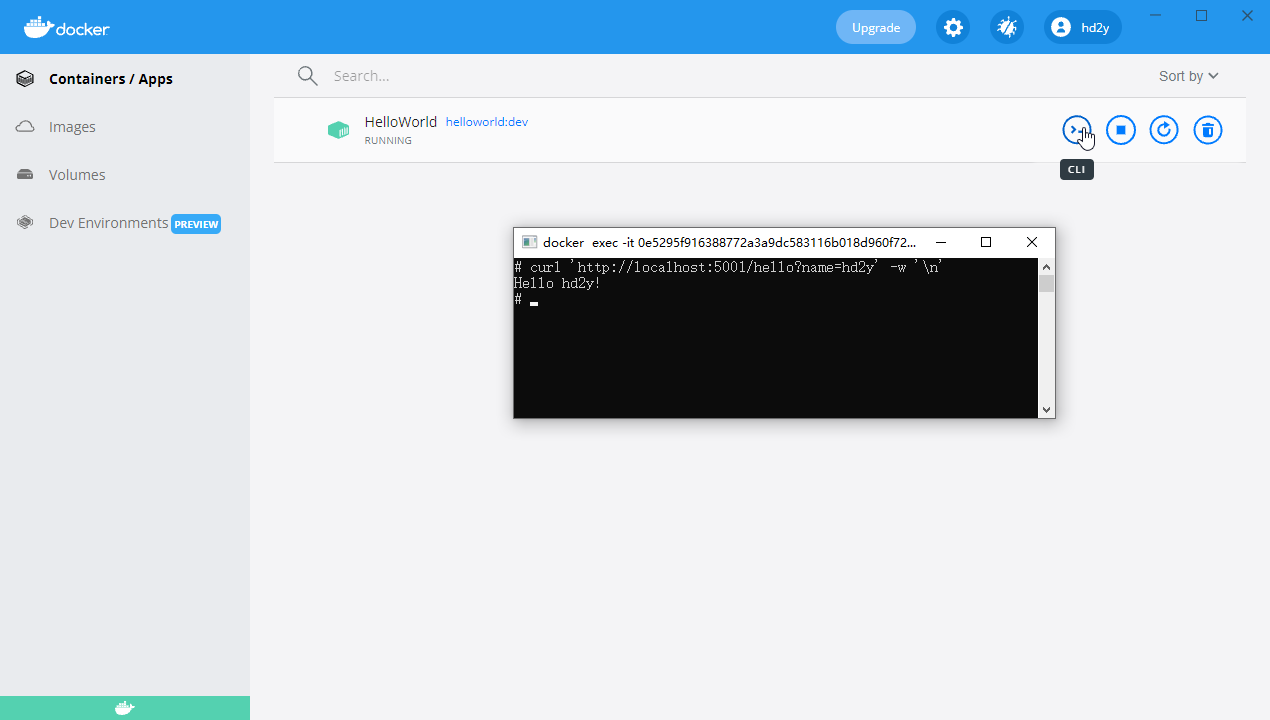 docker
Upgrade
hd2y
Containers / Apps
Images
Volumes
Dev Environments PREVIEW
Search...
Sort by
HelloWorld helloworld:dev
RUNNING
CLI
docker exec -it 0e5295f916388772a3a9dc583116b018d960f72...
# curl 'http://localhost:5001/hello?name=hd2y' -w '\n'
Hello hd2y!
#